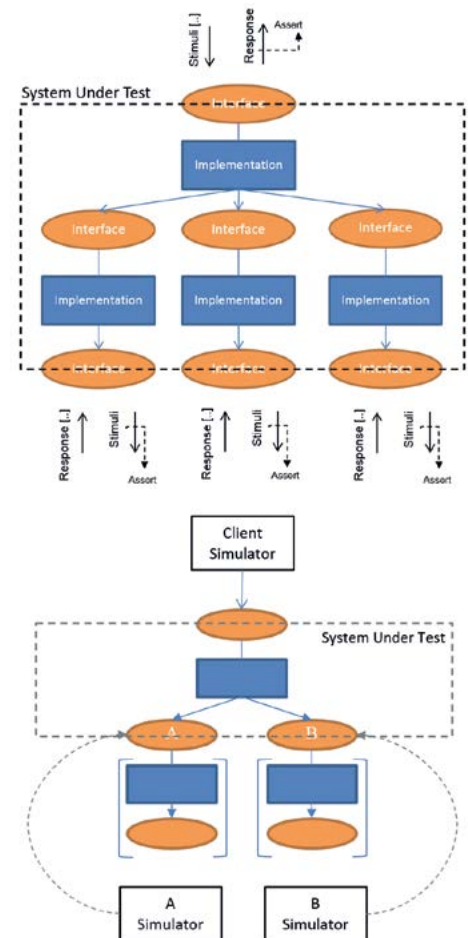 Stimuli [..]
Response
Assert
System Under Test
Interface
Implementation
Interface
Interface
Interface
Implementation
Implementation
Implementation
Interface
Interface
Interface
Response [..]
Stimuli
Assert
Response [..]
Stimuli
Assert
Response [..]
Stimuli
Assert
Client
Simulator
System Under Test
A
B
A
Simulator
B
Simulator